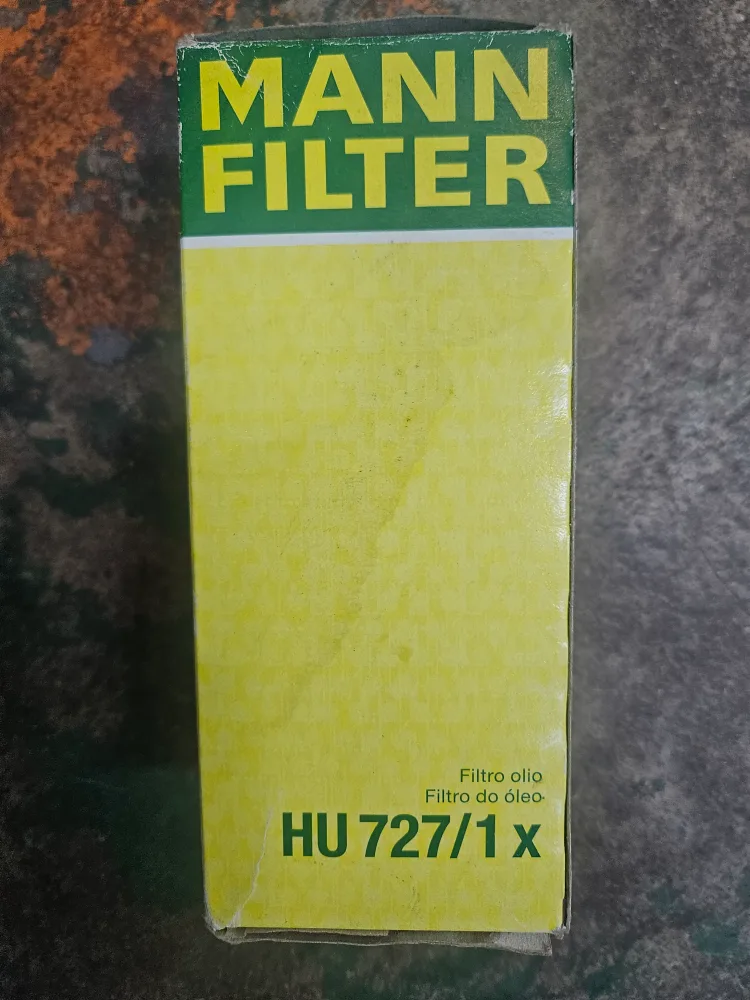 MANN
FILTER
Filtro olio
Filtro do óleo
HU 727/1 x